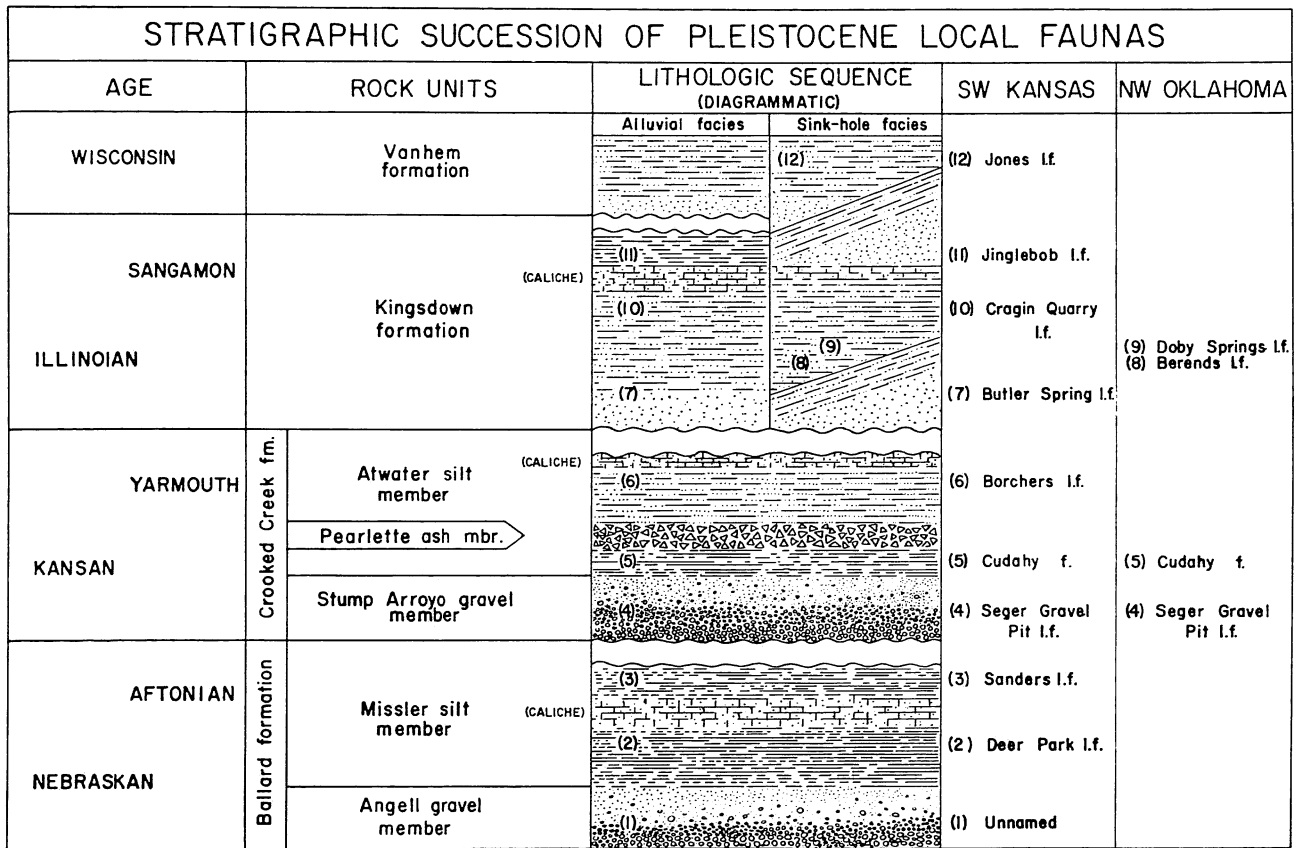 STRATIGRAPHIC SUCCESSION OF PLEISTOCENE LOCAL FAUNAS
AGE
ROCK UNITS
LITHOLOGIC SEQUENCE
(DIAGRAMMATIC)
SW KANSAS
NW OKLAHOMA
Alluvial facies
Sink-hole facies
WISCONSIN
Vanhem
formation
(12)
(12) Jones l.f.
SANGAMON
ILLINOIAN
Kingsdown
formation
(CALICHE)
(11)
(10)
(9)
(8)
(7)
(11) Jinglebob l.f.
(10) Cragin Quarry
l.f.
(7) Butler Spring l.f.
(9) Doby Springs l.f.
(8) Berends l.f.
YARMOUTH
KANSAN
Crooked Creek fm.
Atwater silt
member
(CALICHE)
Pearlette ash mbr.
Stump Arroyo gravel
member
(6)
(5)
(4)
(6) Borchers l.f.
(5) Cudahy f.
(4) Seger Gravel
Pit l.f.
(5) Cudahy f.
(4) Seger Gravel
Pit l.f.
AFTONIAN
NEBRASKAN
Ballard formation
Missler silt
member
(CALICHE)
Angell gravel
member
(3)
(2)
(1)
(3) Sanders l.f.
(2) Deer Park l.f.
(1) Unnamed